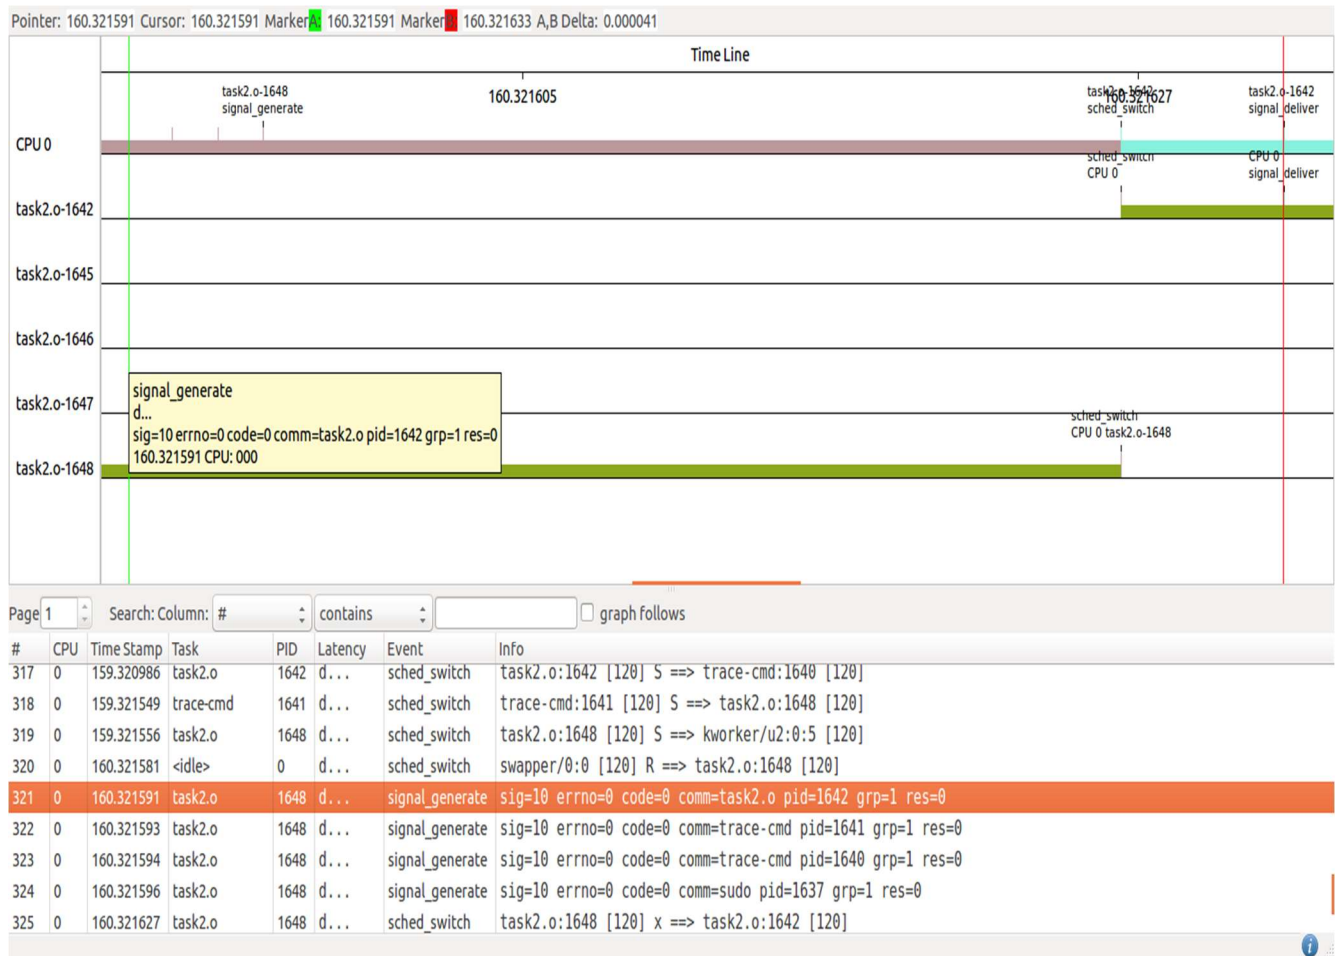 Pointer: 160.321591 Cursor: 160.321591 MarkerA: 160.321591 Marker 160.321633 A,B Delta: 0.000041
Time Line
160.321605
160.321627
task2.o-1648
signal_generate
task2.o-1642
sched_switch
task2.o-1642
signal_deliver
CPU 0
sched_switch
CPU 0
CPU 0
signal_deliver
task2.o-1642
task2.o-1645
task2.o-1646
task2.o-1647
task2.o-1648
signal_generate
d...
sig=10 errno=0 code=0 comm=task2.o pid=1642 grp=1 res=0
160.321591 CPU: 000
sched_switch
CPU 0 task2.o-1648
Page 1 Search: Column: # contains graph follows
# CPU Time Stamp Task PID Latency Event Info
317 0 159.320986 task2.o 1642 d... sched_switch task2.o:1642 [120] S ==> trace-cmd:1640 [120]
318 0 159.321549 trace-cmd 1641 d... sched_switch trace-cmd:1641 [120] S ==> task2.o:1648 [120]
319 0 159.321556 task2.o 1648 d... sched_switch task2.o:1648 [120] S ==> kworker/u2:0:5 [120]
320 0 160.321581 <idle> 0 d... sched_switch swapper/0:0 [120] R ==> task2.o:1648 [120]
321 0 160.321591 task2.o 1648 d... signal_generate sig=10 errno=0 code=0 comm=task2.o pid=1642 grp=1 res=0
322 0 160.321593 task2.o 1648 d... signal_generate sig=10 errno=0 code=0 comm=trace-cmd pid=1641 grp=1 res=0
323 0 160.321594 task2.o 1648 d... signal_generate sig=10 errno=0 code=0 comm=trace-cmd pid=1640 grp=1 res=0
324 0 160.321596 task2.o 1648 d... signal_generate sig=10 errno=0 code=0 comm=sudo pid=1637 grp=1 res=0
325 0 160.321627 task2.o 1648 d... sched_switch task2.o:1648 [120] x ==> task2.o:1642 [120]